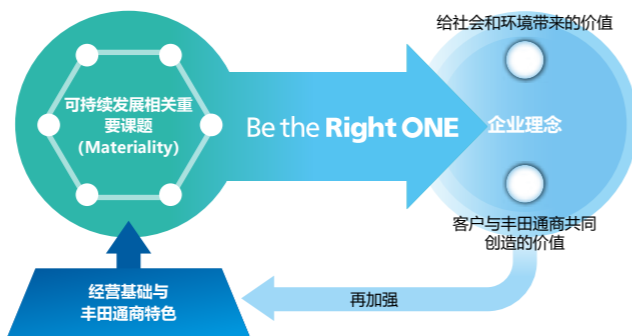 给社会和环境带来的价值
可持续发展相关重
要课题
(Materiality)
Be the Right ONE
企业理念
客户与丰田通商共同
创造的价值
经营基础与
丰田通商特色
再加强